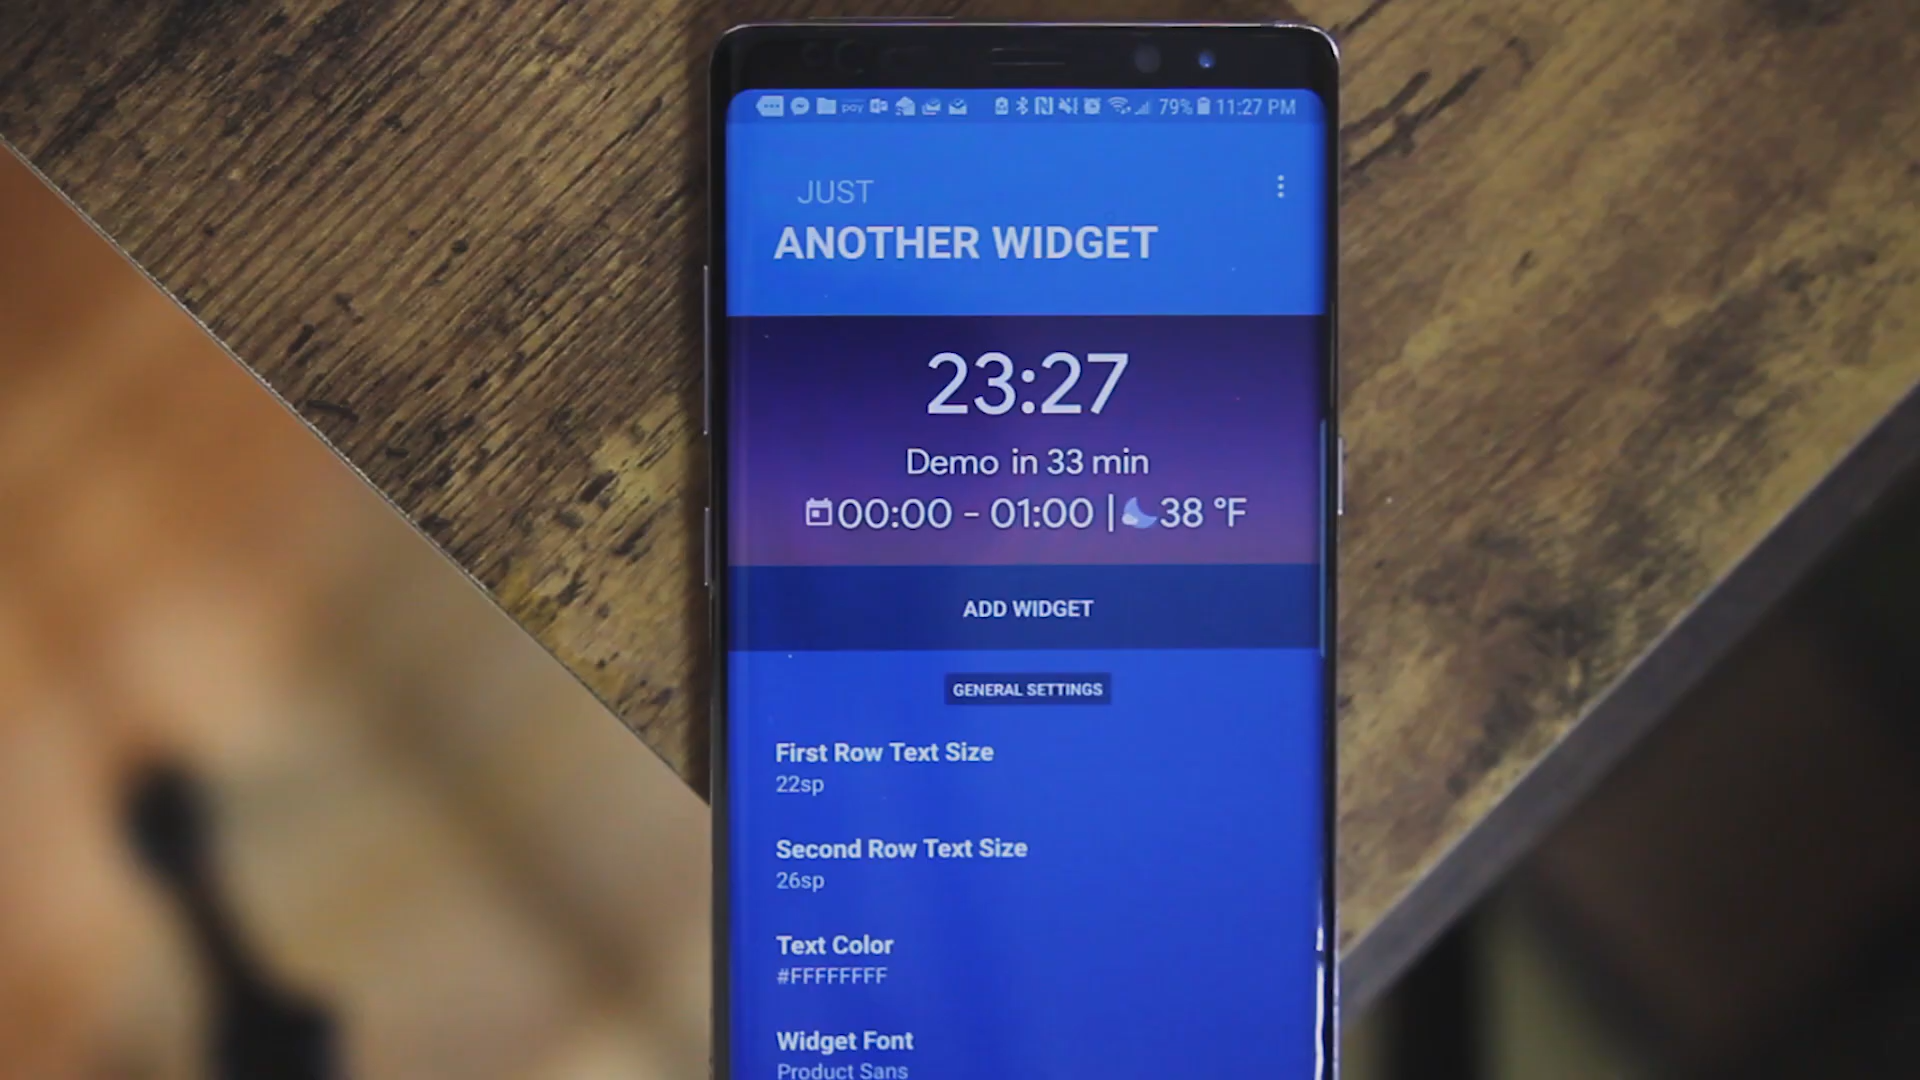 pay 79% 11:27 PM
JUST
ANOTHER WIDGET
23:27
Demo in 33 min
00:00 - 01:00 | 38 °F
ADD WIDGET
GENERAL SETTINGS
First Row Text Size
22sp
Second Row Text Size
26sp
Text Color
#FFFFFFFF
Widget Font
Product Sans